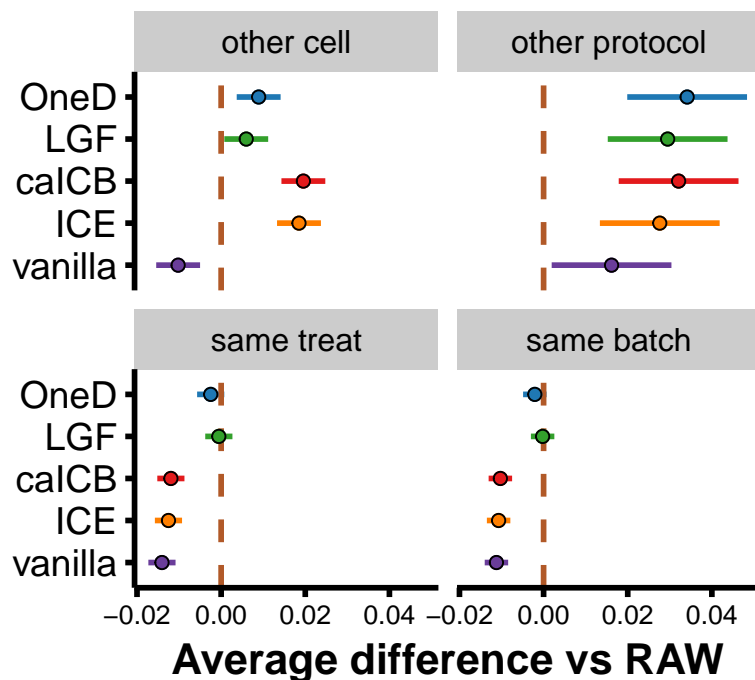 other cell
other protocol
OneD
LGF
caICB
ICE
vanilla
same treat
same batch
OneD
LGF
caICB
ICE
vanilla
−0.02 0.00 0.02 0.04 −0.02 0.00 0.02 0.04
Average difference vs RAW